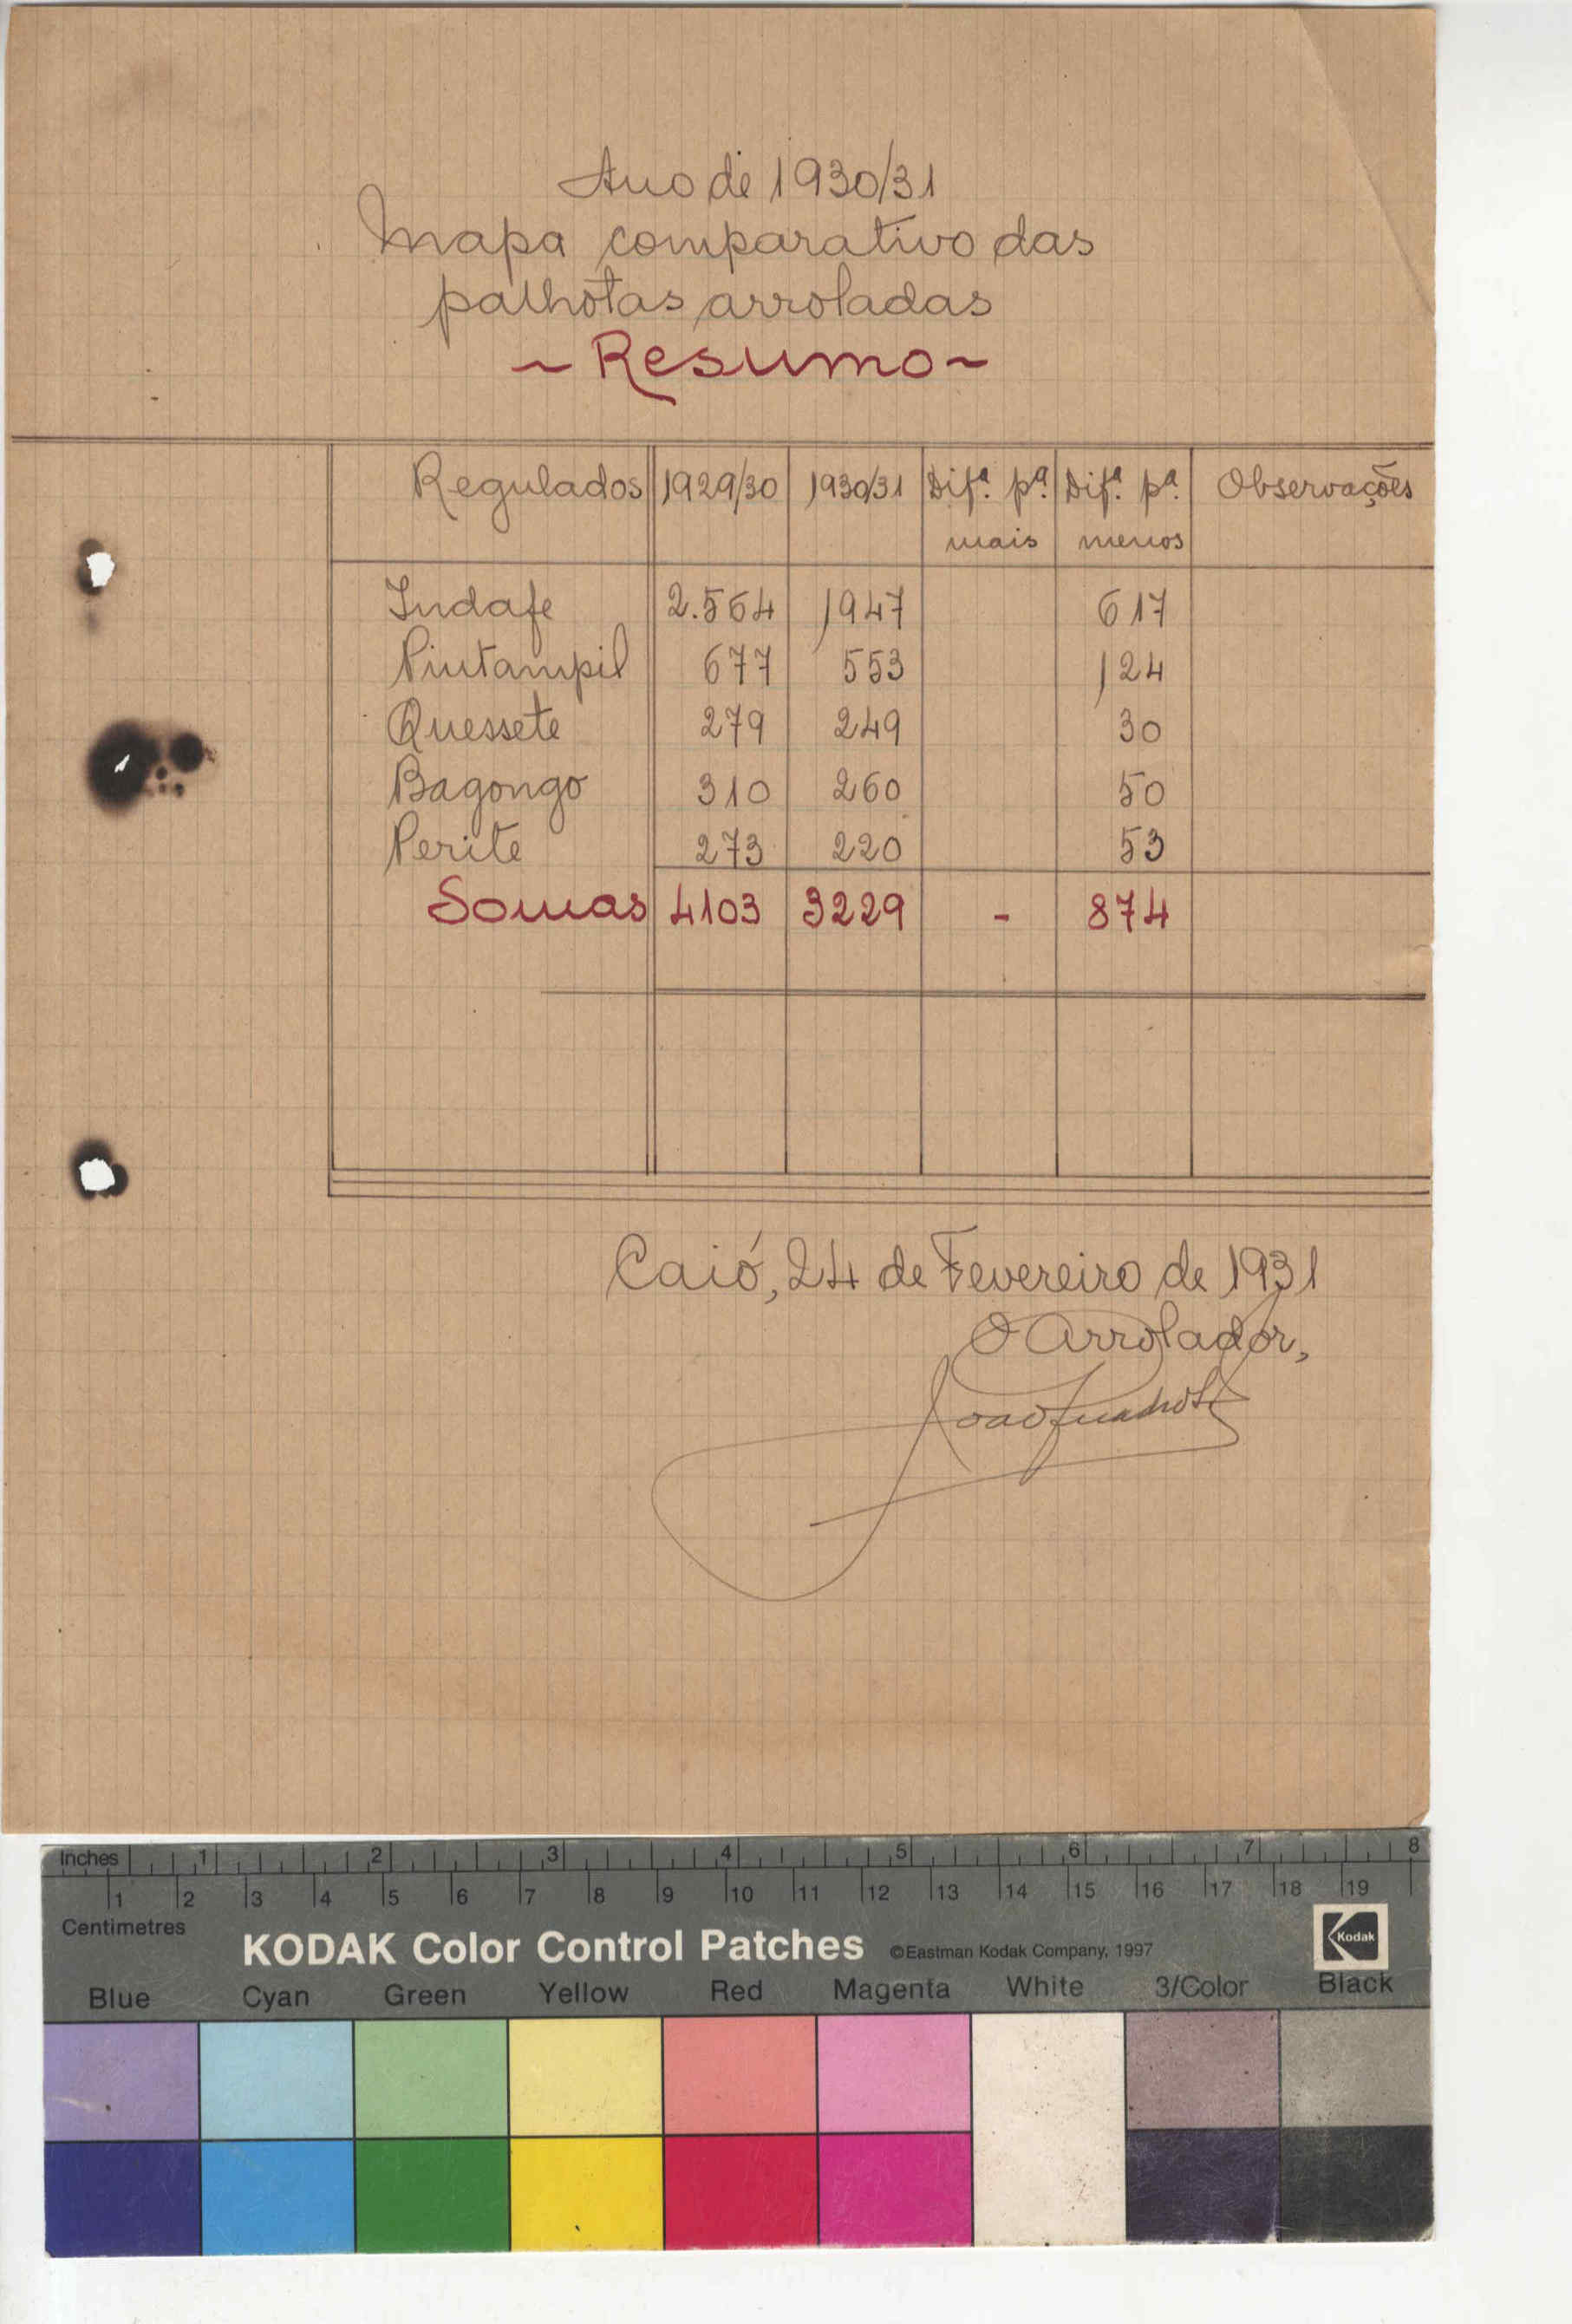 Ano de 1930/31
Mapa comparativo das
palhotas arroladas
~ Resumo ~
Regulados 1929/30 1930/31 Difª. pª. mais Difª. pª. menos Observações
Indafe 2.564 1947 617
Pintampil 677 553 124
Quessete 279 249 30
Bagongo 310 260 50
Perite 273 220 53
Somas 4103 3229 - 874
Caió, 24 de Fevereiro de 1931
O Arrolador,
Inches 1 2 3 4 5 6 7 8
1 2 3 4 5 6 7 8 9 10 11 12 13 14 15 16 17 18 19
Centimetres
KODAK Color Control Patches ©Eastman Kodak Company, 1997 Kodak
Blue Cyan Green Yellow Red Magenta White 3/Color Black